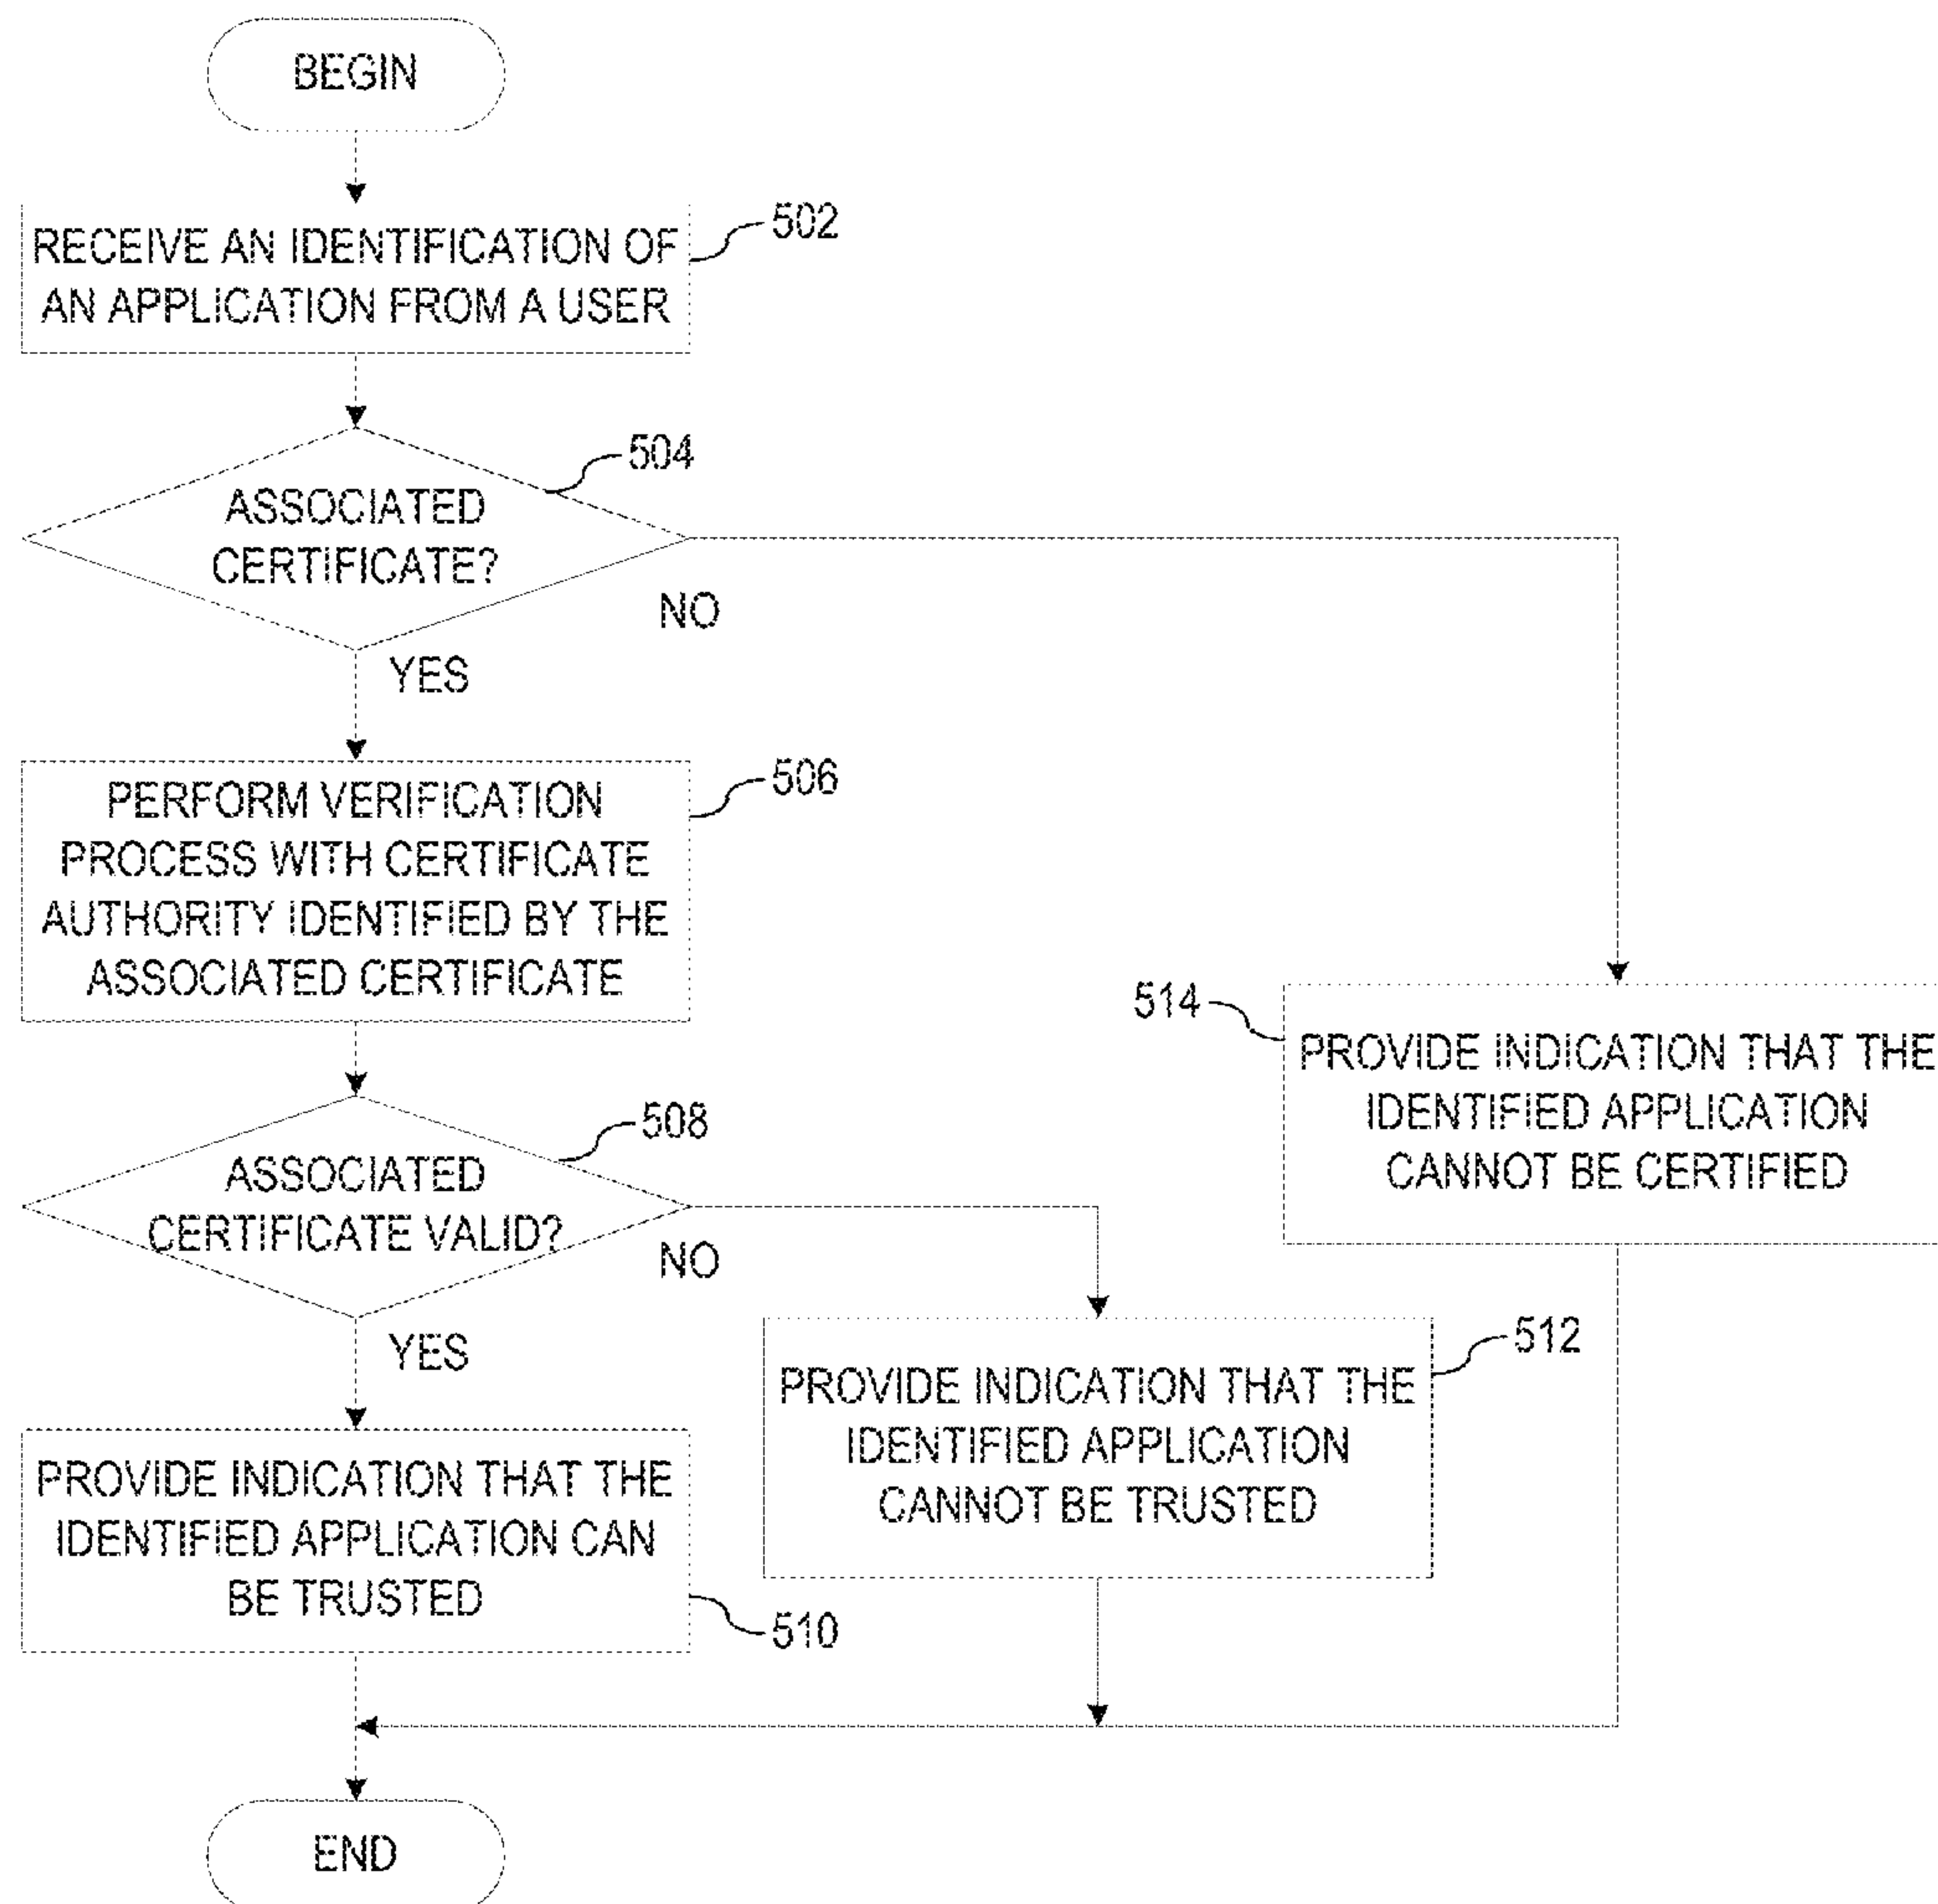 BEGIN
RECEIVE AN IDENTIFICATION OF
AN APPLICATION FROM A USER
502
504
ASSOCIATED
CERTIFICATE?
NO
YES
506
PERFORM VERIFICATION
PROCESS WITH CERTIFICATE
AUTHORITY IDENTIFIED BY THE
ASSOCIATED CERTIFICATE
514
PROVIDE INDICATION THAT THE
IDENTIFIED APPLICATION
CANNOT BE CERTIFIED
508
ASSOCIATED
CERTIFICATE VALID?
NO
YES
512
PROVIDE INDICATION THAT THE
IDENTIFIED APPLICATION
CANNOT BE TRUSTED
PROVIDE INDICATION THAT THE
IDENTIFIED APPLICATION CAN
BE TRUSTED
510
END